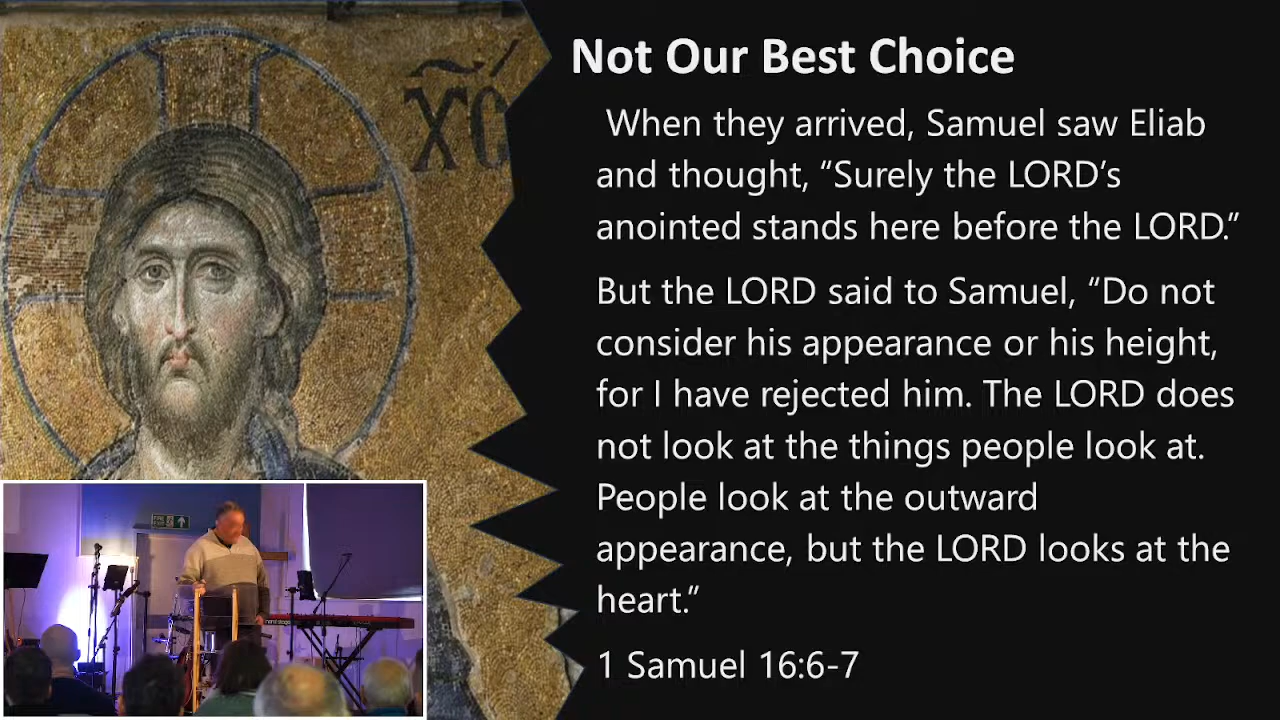 Not Our Best Choice
When they arrived, Samuel saw Eliab
and thought, “Surely the LORD’s
anointed stands here before the LORD.”
But the LORD said to Samuel, “Do not
consider his appearance or his height,
for I have rejected him. The LORD does
not look at the things people look at.
People look at the outward
appearance, but the LORD looks at the
heart.”
1 Samuel 16:6-7
XC